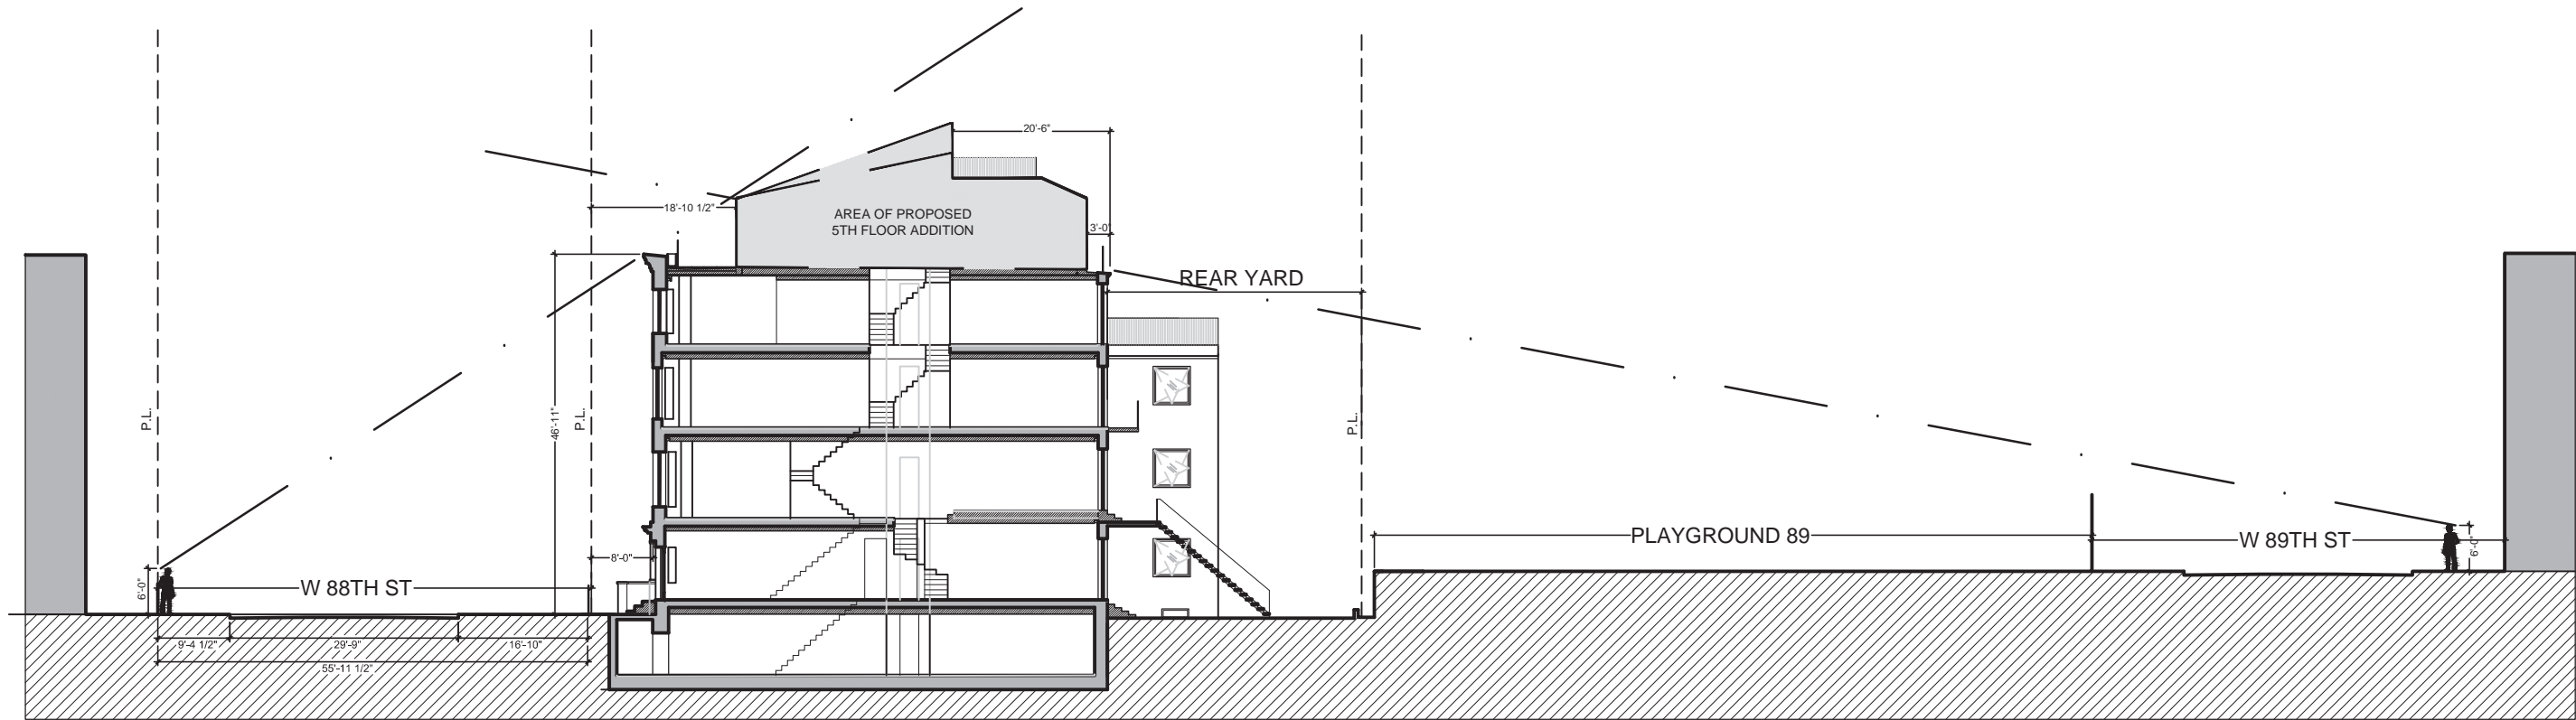 20'-6"
18'-10 1/2"
AREA OF PROPOSED
5TH FLOOR ADDITION
3'-0"
REAR YARD
P.L.
46'-11"
P.L.
P.L.
8'-0"
6'-0"
W 88TH ST
PLAYGROUND 89
W 89TH ST
6'-0"
9'-4 1/2"
29'-9"
16'-10"
55'-11 1/2"